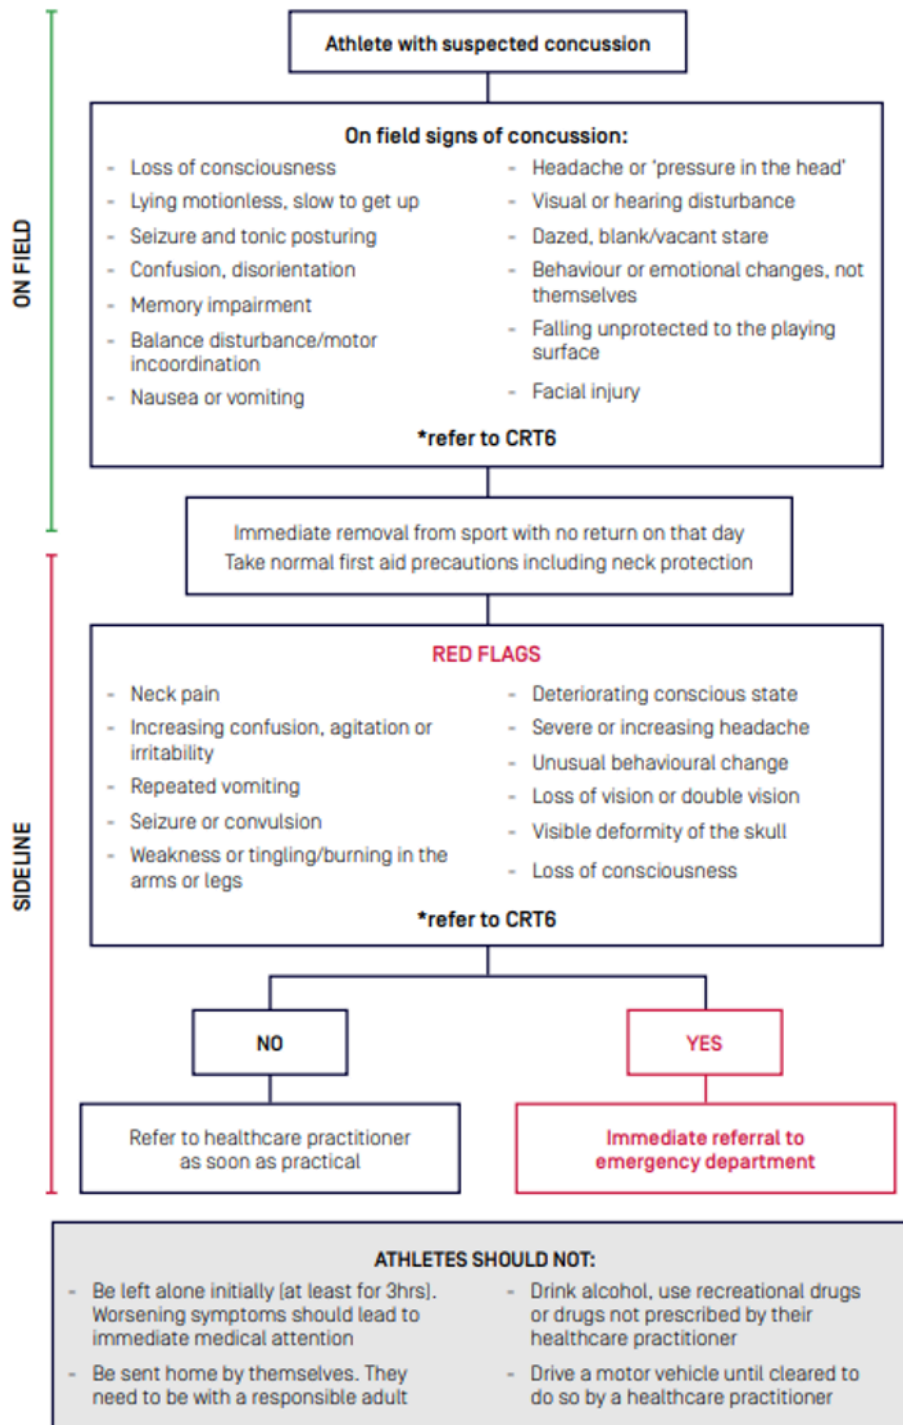 Athlete with suspected concussion
ON FIELD
On field signs of concussion:
- Loss of consciousness
- Lying motionless, slow to get up
- Seizure and tonic posturing
- Confusion, disorientation
- Memory impairment
- Balance disturbance/motor
incoordination
- Nausea or vomiting
- Headache or ‘pressure in the head’
- Visual or hearing disturbance
- Dazed, blank/vacant stare
- Behaviour or emotional changes, not
themselves
- Falling unprotected to the playing
surface
- Facial injury
*refer to CRT6
Immediate removal from sport with no return on that day
Take normal first aid precautions including neck protection
SIDELINE
RED FLAGS
- Neck pain
- Increasing confusion, agitation or
irritability
- Repeated vomiting
- Seizure or convulsion
- Weakness or tingling/burning in the
arms or legs
- Deteriorating conscious state
- Severe or increasing headache
- Unusual behavioural change
- Loss of vision or double vision
- Visible deformity of the skull
- Loss of consciousness
*refer to CRT6
NO
Refer to healthcare practitioner
as soon as practical
YES
Immediate referral to
emergency department
ATHLETES SHOULD NOT:
- Be left alone initially (at least for 3hrs).
Worsening symptoms should lead to
immediate medical attention
- Be sent home by themselves. They
need to be with a responsible adult
- Drink alcohol, use recreational drugs
or drugs not prescribed by their
healthcare practitioner
- Drive a motor vehicle until cleared to
do so by a healthcare practitioner